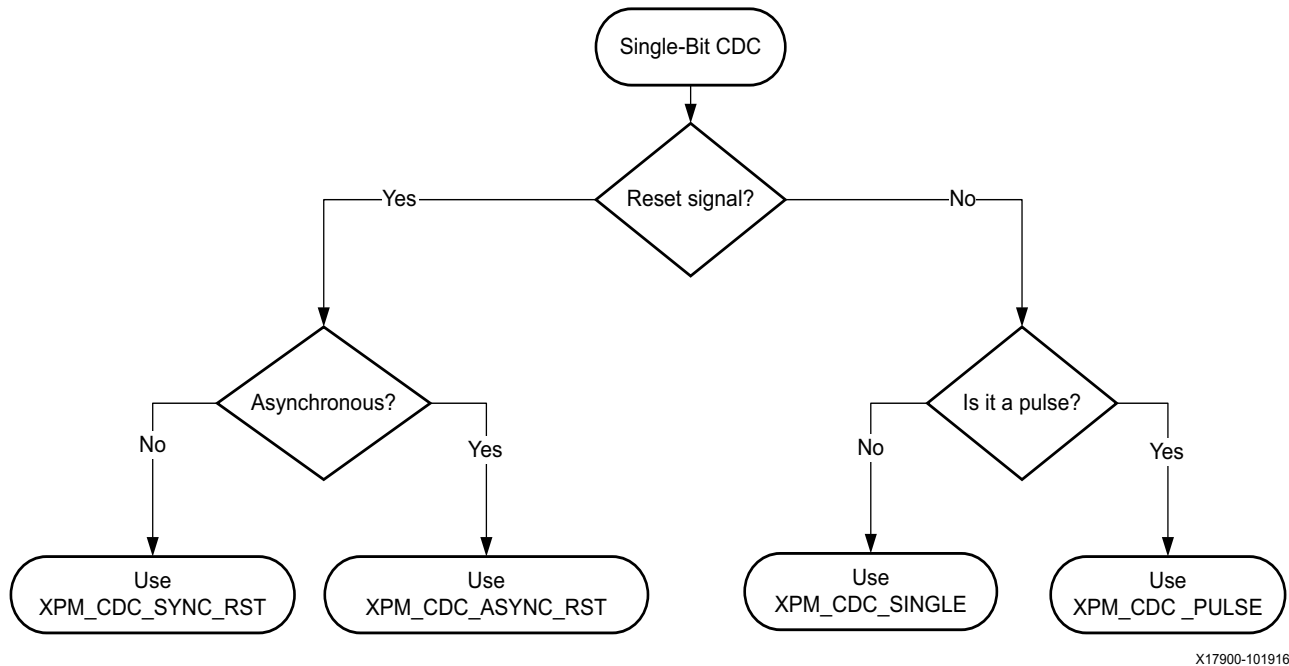 Single-Bit CDC
Reset signal?
Yes
No
Asynchronous?
Is it a pulse?
No
Yes
No
Yes
Use
XPM_CDC_SYNC_RST
Use
XPM_CDC_ASYNC_RST
Use
XPM_CDC_SINGLE
Use
XPM_CDC _PULSE
X17900-101916